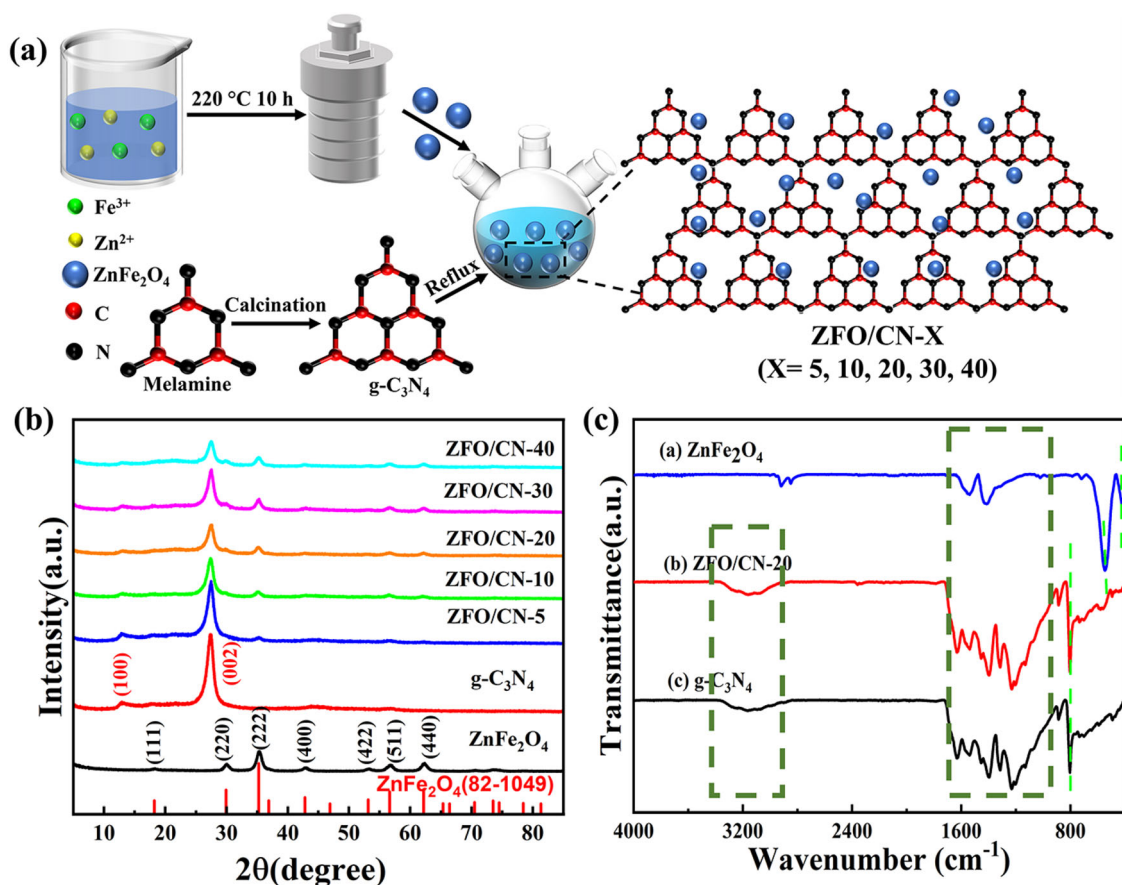 (a)
220 °C 10 h
Fe³⁺
Zn²⁺
ZnFe₂O₄
C
N
Calcination
Reflux
Melamine
g-C₃N₄
ZFO/CN-X
(X= 5, 10, 20, 30, 40)
(b)
Intensity(a.u.)
ZFO/CN-40
ZFO/CN-30
ZFO/CN-20
ZFO/CN-10
ZFO/CN-5
(100)
(002)
g-C₃N₄
ZnFe₂O₄
(111)
(220)
(222)
(400)
(422)
(511)
(440)
ZnFe₂O₄(82-1049)
10 20 30 40 50 60 70 80
2θ(degree)
(c)
Transmittance(a.u.)
(a) ZnFe₂O₄
(b) ZFO/CN-20
(c) g-C₃N₄
4000 3200 2400 1600 800
Wavenumber (cm⁻¹)